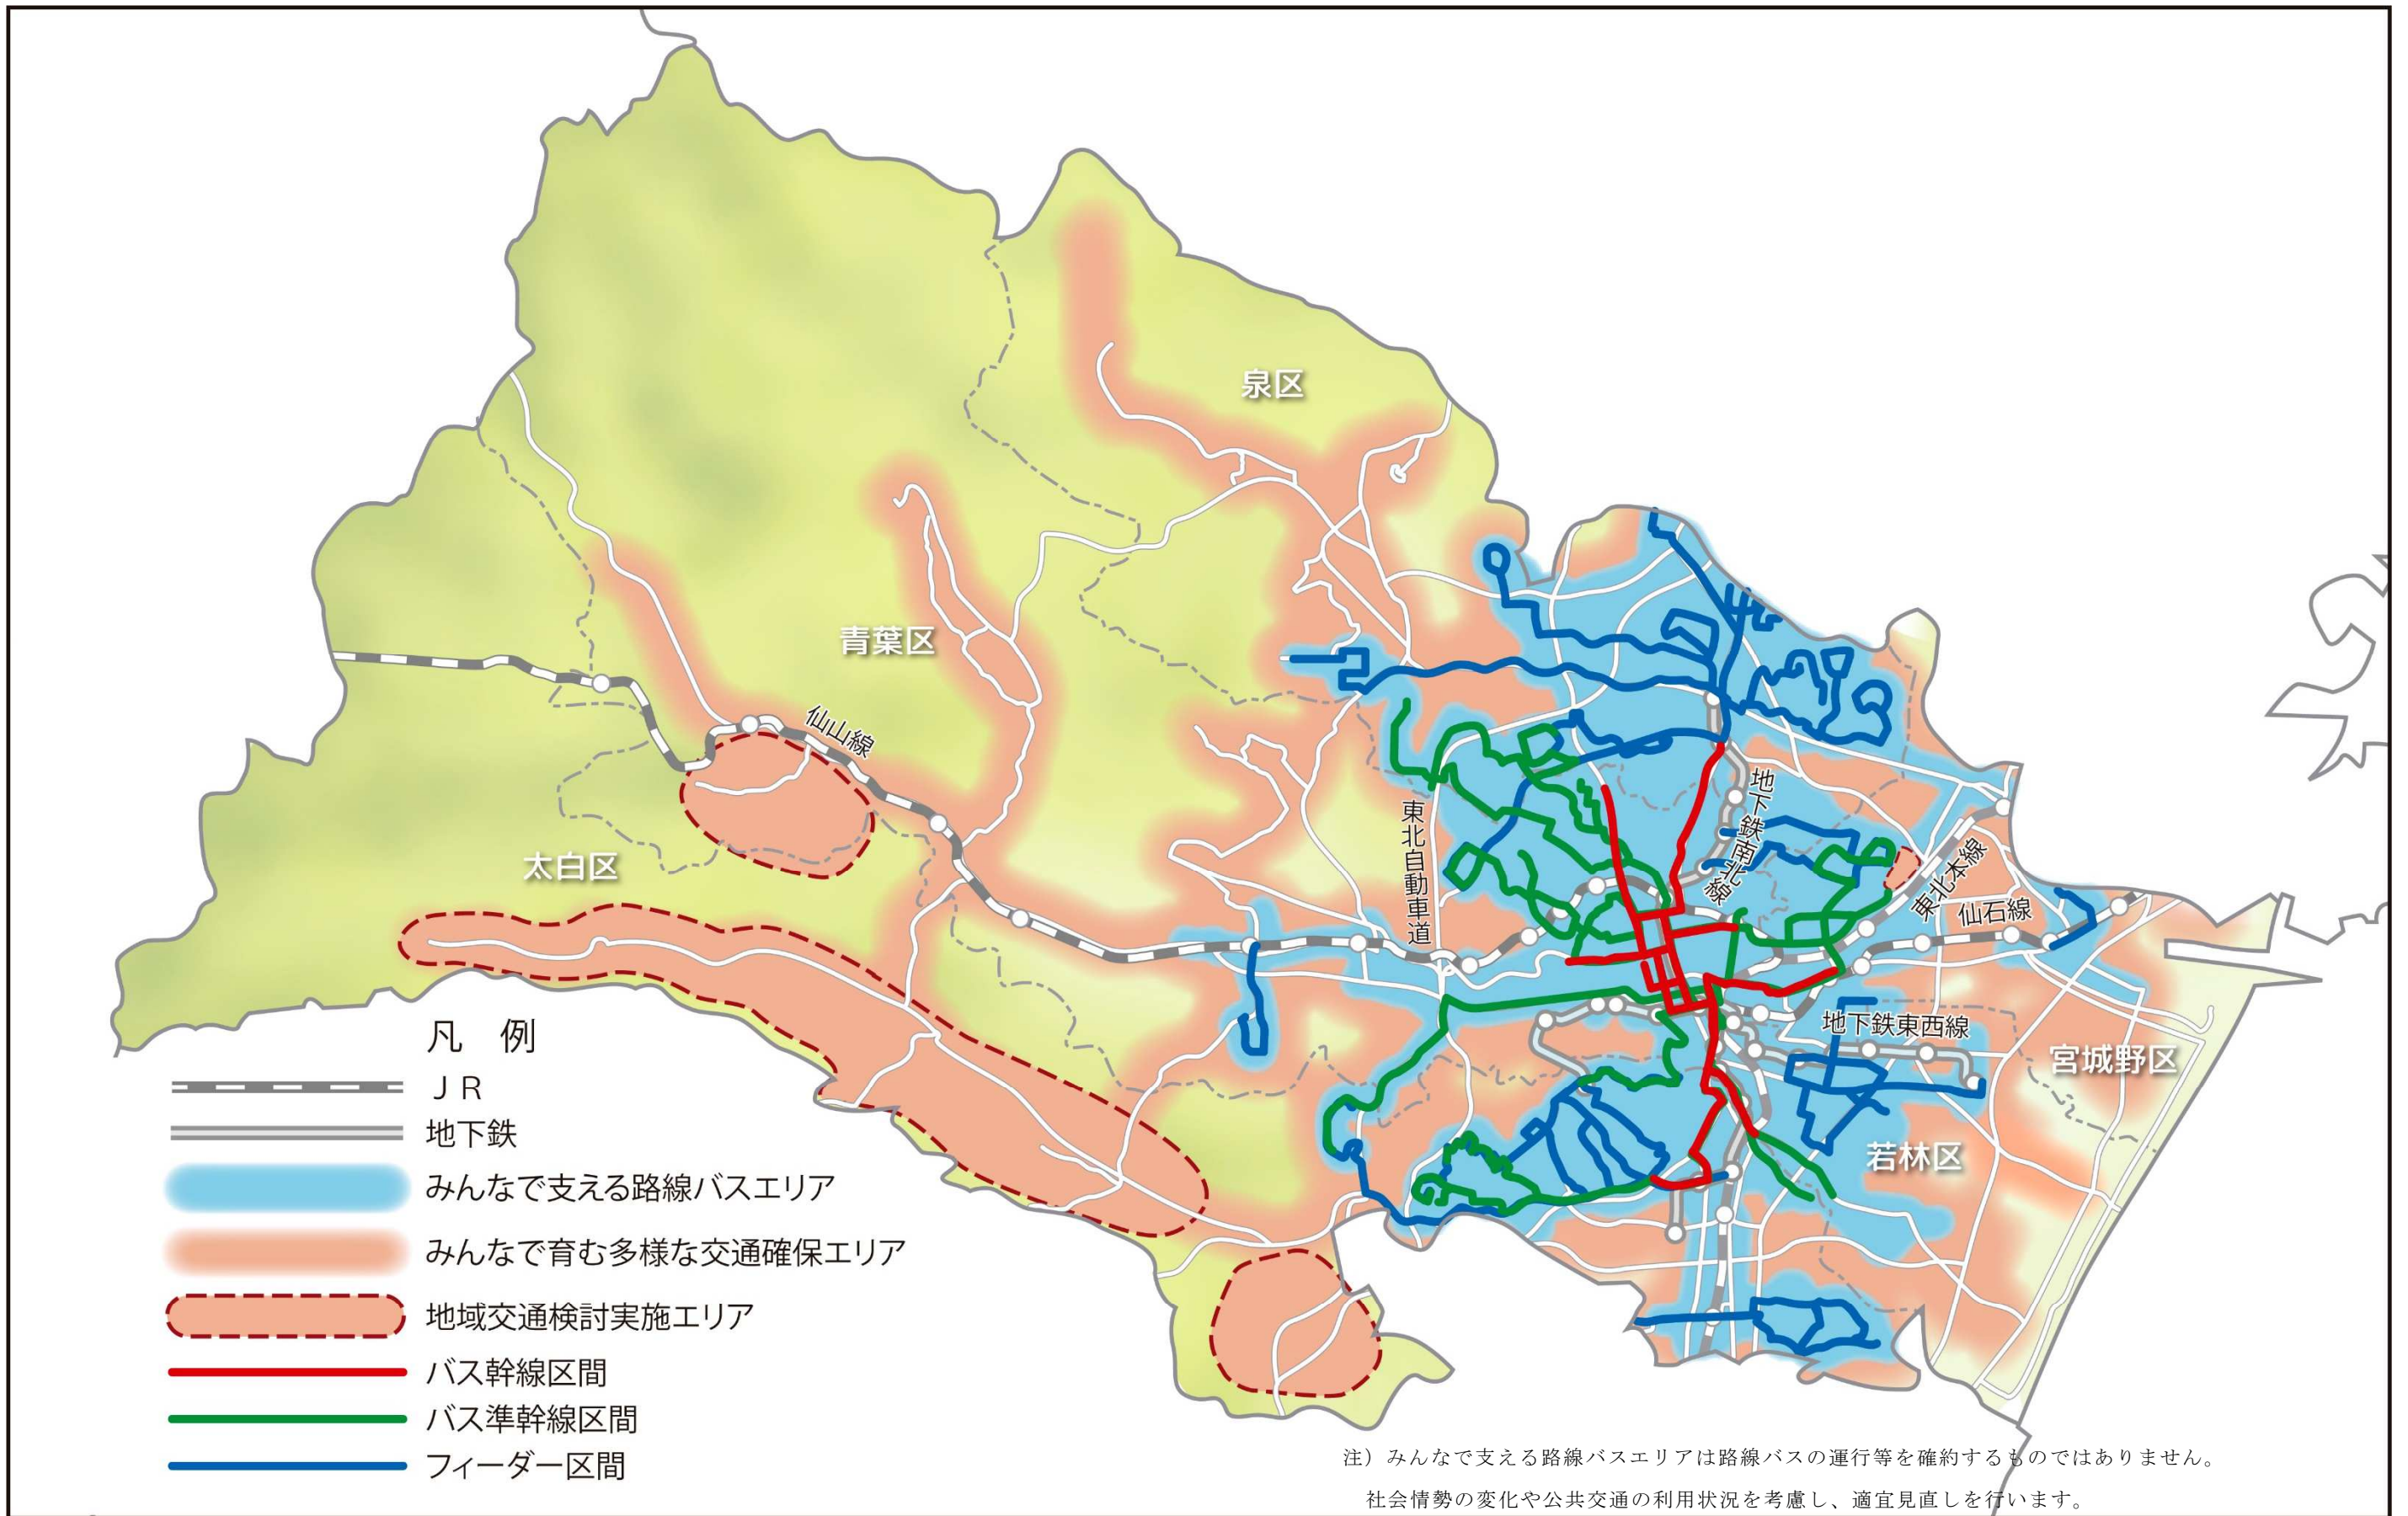 泉区
青葉区
仙山線
地下鉄南北線
東北自動車道
太白区
東北本線
仙石線
地下鉄東西線
宮城野区
若林区
凡　例
ＪＲ
地下鉄
みんなで支える路線バスエリア
みんなで育む多様な交通確保エリア
地域交通検討実施エリア
バス幹線区間
バス準幹線区間
フィーダー区間
注）みんなで支える路線バスエリアは路線バスの運行等を確約するものではありません。
社会情勢の変化や公共交通の利用状況を考慮し、適宜見直しを行います。